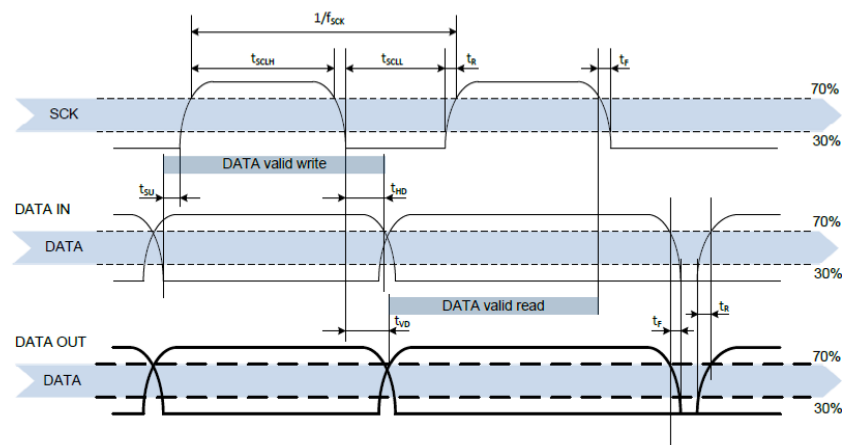 1/fSCK
tSCLH tSCLL tR tF
70%
SCK
30%
DATA valid write
tSU tHD
DATA IN
70%
DATA
30%
DATA valid read
tVD tF tR
DATA OUT
70%
DATA
30%